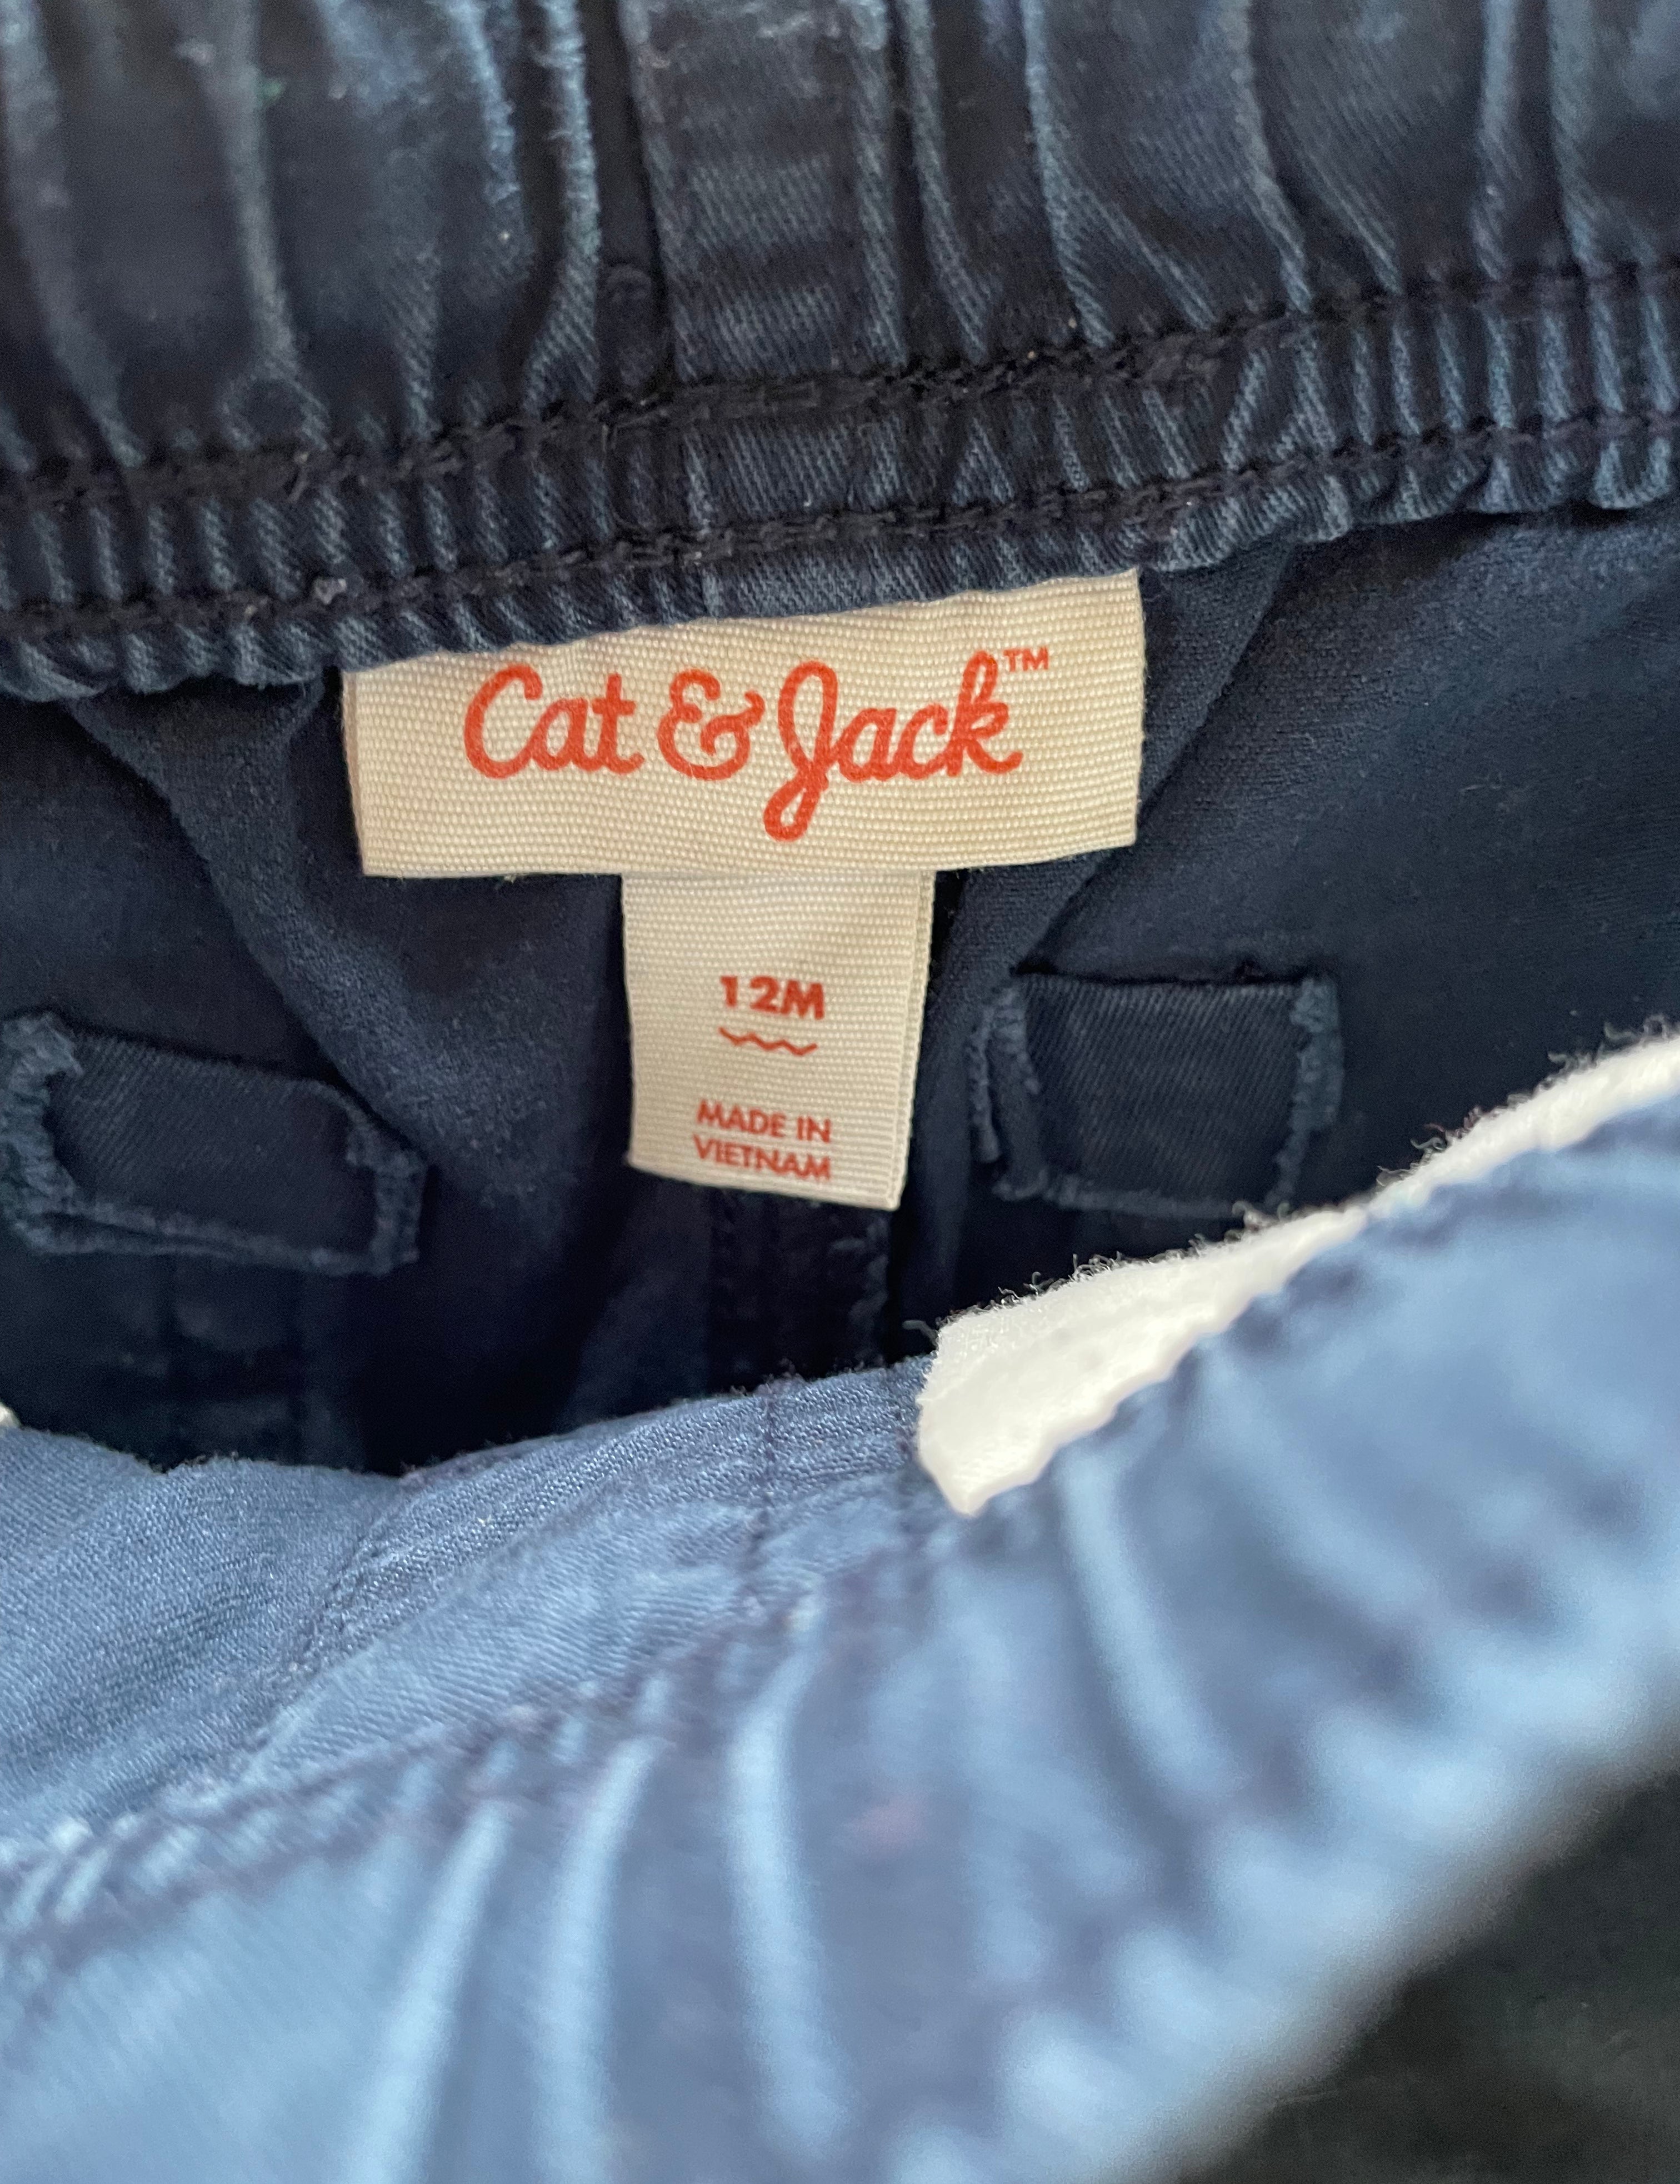 Cat & Jack™
12M
MADE IN
VIETNAM